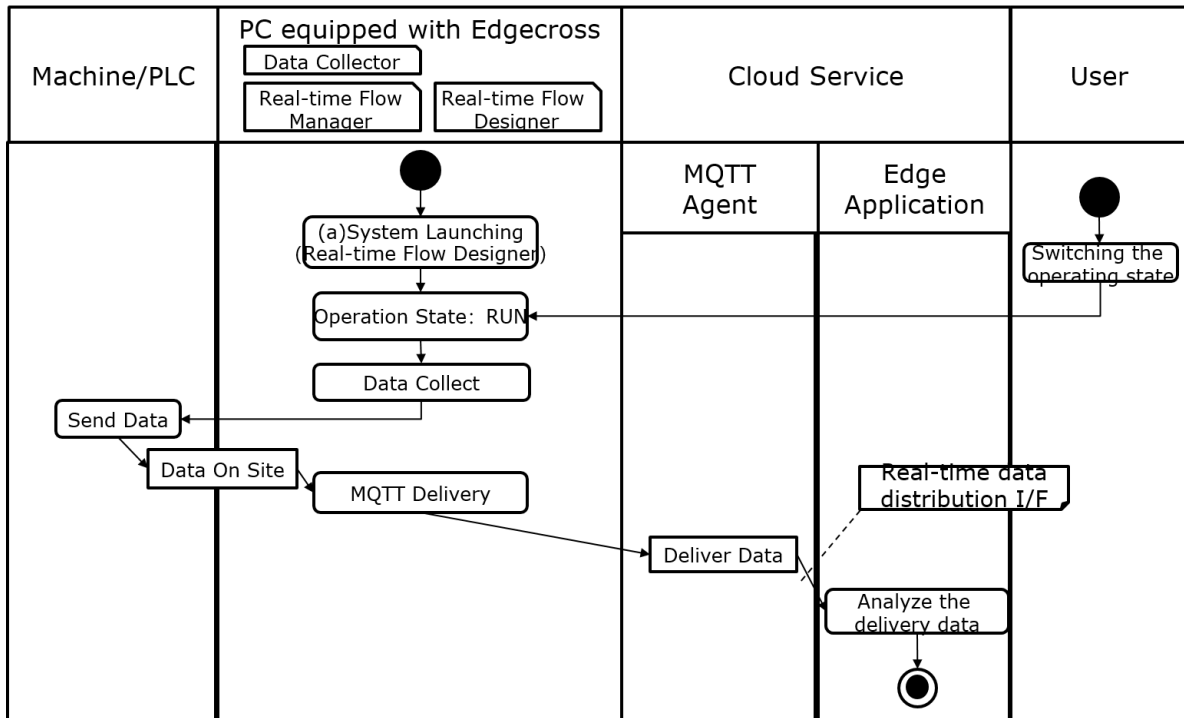 Machine/PLC
PC equipped with Edgecross
Data Collector
Real-time Flow
Manager
Real-time Flow
Designer
Cloud Service
User
MQTT
Agent
Edge
Application
(a)System Launching
(Real-time Flow Designer)
Switching the
operating state
Operation State: RUN
Data Collect
Send Data
Data On Site
MQTT Delivery
Real-time data
distribution I/F
Deliver Data
Analyze the
delivery data